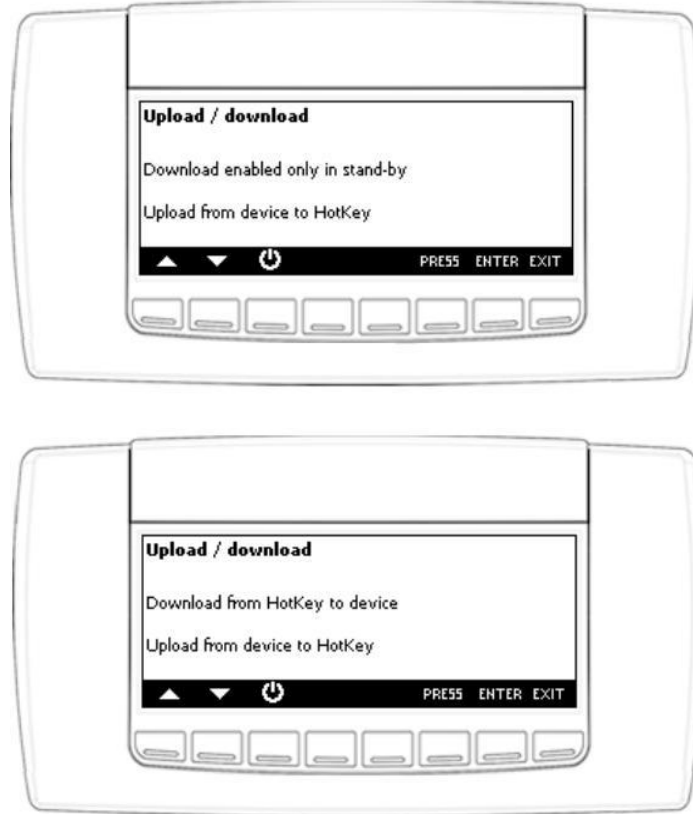 Upload / download
Download enabled only in stand-by
Upload from device to HotKey
PRESS ENTER EXIT
Upload / download
Download from HotKey to device
Upload from device to HotKey
PRESS ENTER EXIT